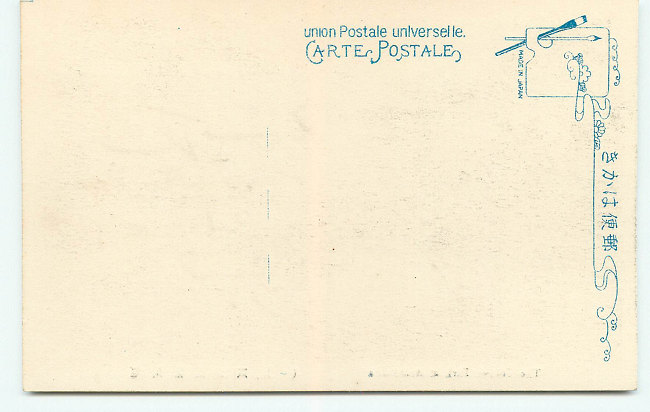 union Postale universelle.
CARTE POSTALE
MADE IN JAPAN
郵便はかき